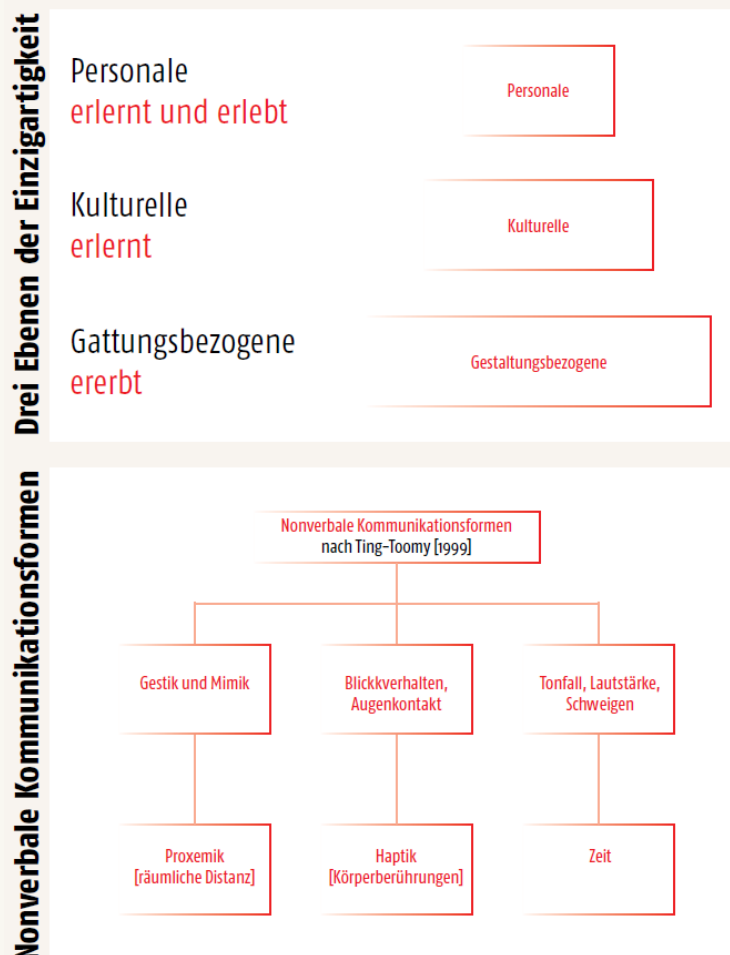 Drei Ebenen der Einzigartigkeit
Personale
erlernt und erlebt
Personale
Kulturelle
erlernt
Kulturelle
Gattungsbezogene
ererbt
Gestaltungsbezogene
Nonverbale Kommunikationsformen
Nonverbale Kommunikationsformen
nach Ting-Toomy [1999]
Gestik und Mimik
Blickkverhalten,
Augenkontakt
Tonfall, Lautstärke,
Schweigen
Proxemik
[räumliche Distanz]
Haptik
[Körperberührungen]
Zeit